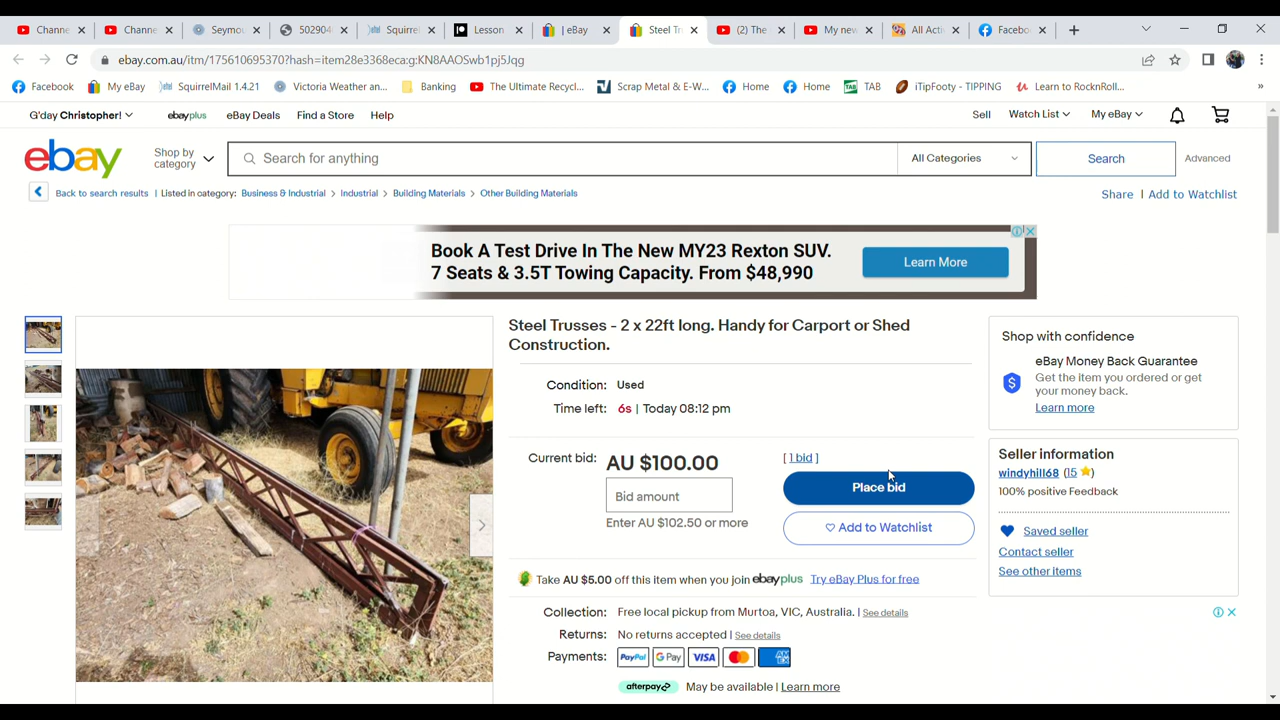 Channe
Channe
Seymou
502904
Squirrel
Lesson
| eBay
Steel Tr
(2) The
My new
All Acti
Facebo
ebay.com.au/itm/175610695370?hash=item28e3368eca:g:KN8AAOSwb1pj5Jqg
Facebook
My eBay
SquirrelMail 1.4.21
Victoria Weather an...
Banking
The Ultimate Recycl...
Scrap Metal & E-W...
Home
Home
TAB TAB
iTipFooty - TIPPING
Learn to RocknRoll...
»
G'day Christopher!
ebayplus
eBay Deals
Find a Store
Help
Sell
Watch List
My eBay
ebay
Shop by
category
Search for anything
All Categories
Search
Advanced
Back to search results | Listed in category: Business & Industrial > Industrial > Building Materials > Other Building Materials
Share | Add to Watchlist
Book A Test Drive In The New MY23 Rexton SUV.
7 Seats & 3.5T Towing Capacity. From $48,990
Learn More
Steel Trusses - 2 x 22ft long. Handy for Carport or Shed
Construction.
Condition: Used
Time left: 6s | Today 08:12 pm
Current bid: AU $100.00
[ 1 bid ]
Bid amount
Place bid
Enter AU $102.50 or more
Add to Watchlist
Take AU $5.00 off this item when you join ebayplus Try eBay Plus for free
Collection: Free local pickup from Murtoa, VIC, Australia. | See details
Returns: No returns accepted | See details
Payments: PayPal G Pay VISA
afterpay May be available | Learn more
Shop with confidence
eBay Money Back Guarantee
Get the item you ordered or get
your money back.
Learn more
Seller information
windyhill68 (15 )
100% positive Feedback
Saved seller
Contact seller
See other items